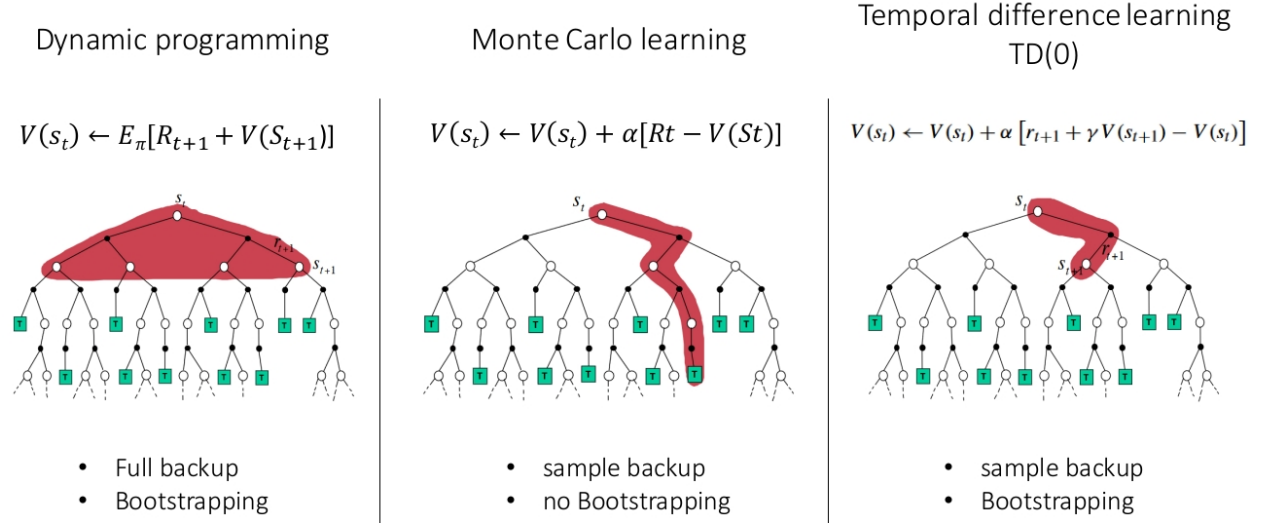 Dynamic programming
V(s_t) ← E_π[R_{t+1} + V(S_{t+1})]
s_t
r_{t+1}
s_{t+1}
T T T T T
T T T T T
• Full backup
• Bootstrapping
Monte Carlo learning
V(s_t) ← V(s_t) + α[Rt − V(St)]
s_t
T T T T T
T T T T T
• sample backup
• no Bootstrapping
Temporal difference learning
TD(0)
V(s_t) ← V(s_t) + α [r_{t+1} + γ V(s_{t+1}) − V(s_t)]
s_t
r_{t+1}
s_{t+1}
T T T T T
T T T T T
• sample backup
• Bootstrapping